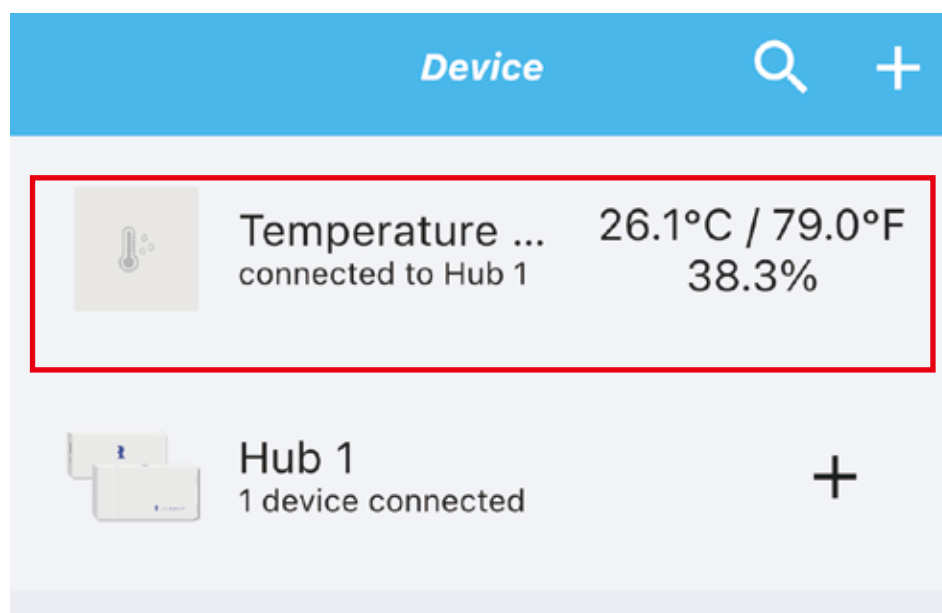 Device
Temperature ...
26.1°C / 79.0°F
connected to Hub 1
38.3%
Hub 1
1 device connected